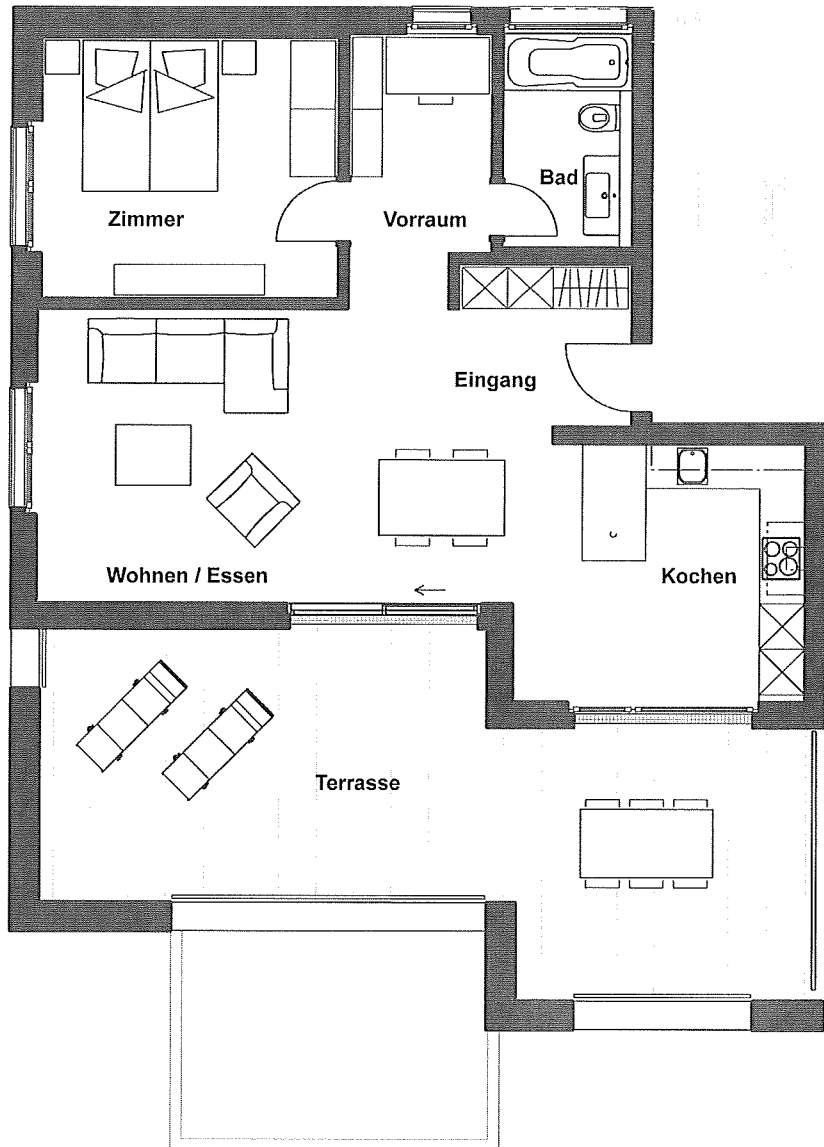 Bad
Zimmer
Vorraum
Eingang
Wohnen / Essen
Kochen
Terrasse